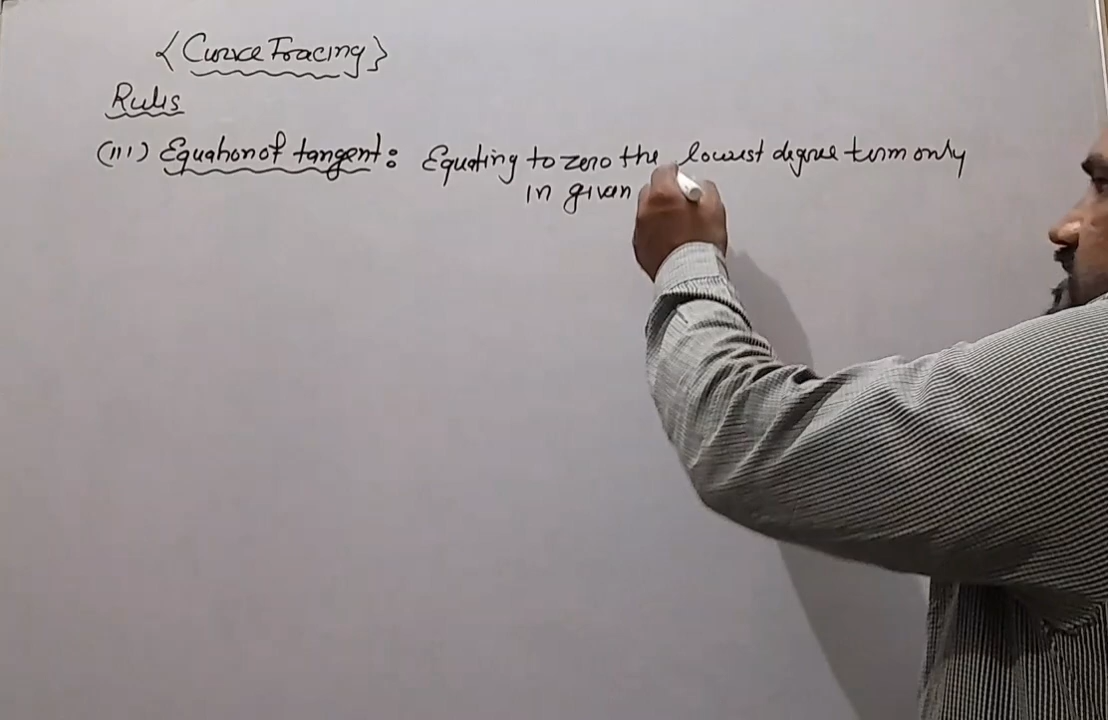 {Curve Tracing}
Rules
(III) Equation of tangent: Equating to zero the lowest degree term only
in given